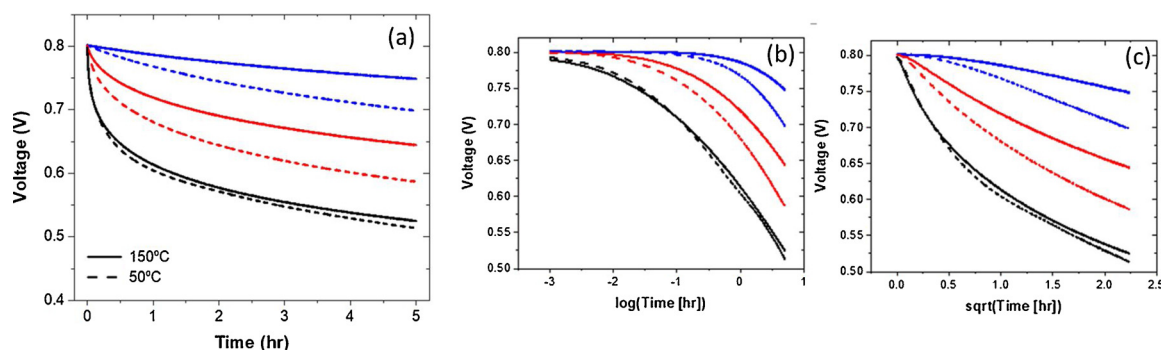 (a)
0.8
0.7
0.6
0.5
0.4
Voltage (V)
150ºC
50ºC
0 1 2 3 4 5
Time (hr)
(b)
0.80
0.75
0.70
0.65
0.60
0.55
0.50
Voltage (V)
-3 -2 -1 0 1
log(Time [hr])
(c)
0.80
0.75
0.70
0.65
0.60
0.55
0.50
Voltage (V)
0.0 0.5 1.0 1.5 2.0 2.5
sqrt(Time [hr])